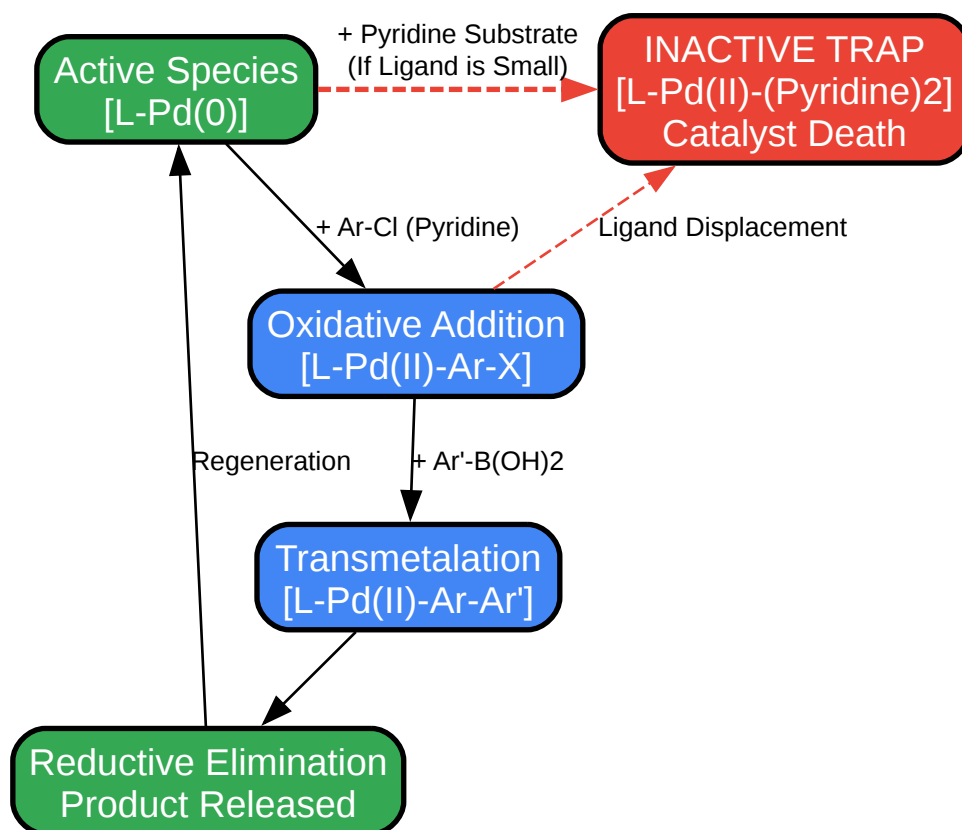 Active Species
[L-Pd(0)]
+ Pyridine Substrate
(If Ligand is Small)
INACTIVE TRAP
[L-Pd(II)-(Pyridine)2]
Catalyst Death
+ Ar-Cl (Pyridine)
Ligand Displacement
Oxidative Addition
[L-Pd(II)-Ar-X]
Regeneration
+ Ar'-B(OH)2
Transmetalation
[L-Pd(II)-Ar-Ar']
Reductive Elimination
Product Released